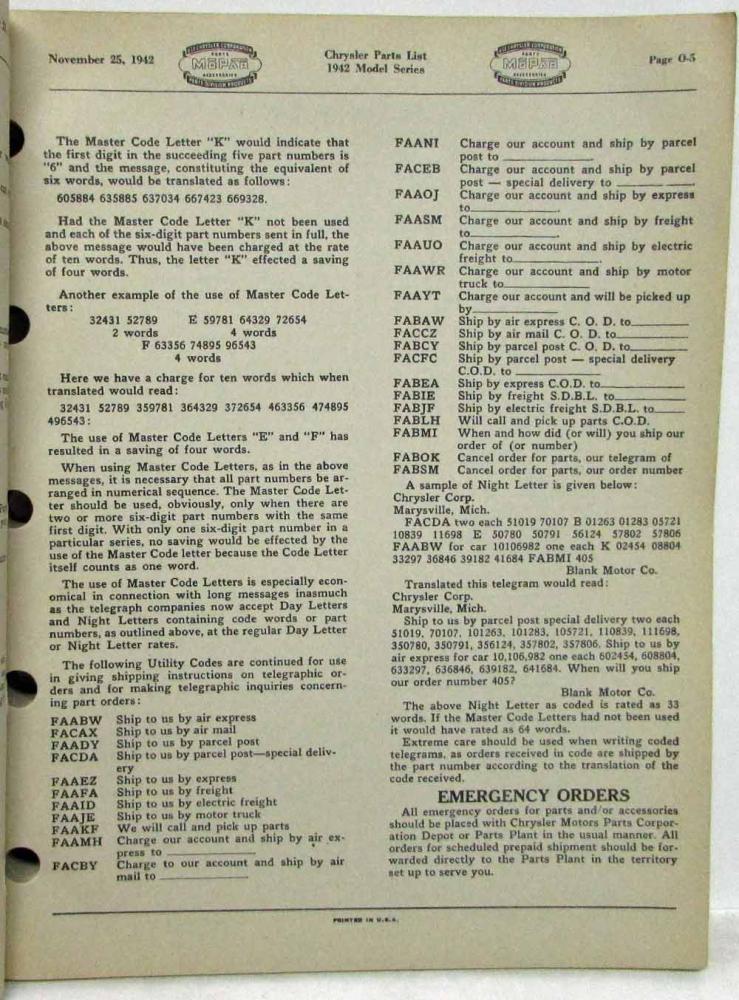 November 25, 1942
CHRYSLER CORPORATION
PARTS
MOPAR
ACCESSORIES
PARTS DIVISION PRODUCTS
Chrysler Parts List
1942 Model Series
CHRYSLER CORPORATION
PARTS
MOPAR
ACCESSORIES
PARTS DIVISION PRODUCTS
Page O-5
The Master Code Letter "K" would indicate that
the first digit in the succeeding five part numbers is
"6" and the message, constituting the equivalent of
six words, would be translated as follows:
605884 635885 637034 667423 669328.
Had the Master Code Letter "K" not been used
and each of the six-digit part numbers sent in full, the
above message would have been charged at the rate
of ten words. Thus, the letter "K" effected a saving
of four words.
Another example of the use of Master Code Let-
ters:
32431 52789 E 59781 64329 72654
2 words 4 words
F 63356 74895 96543
4 words
Here we have a charge for ten words which when
translated would read:
32431 52789 359781 364329 372654 463356 474895
496543:
The use of Master Code Letters "E" and "F" has
resulted in a saving of four words.
When using Master Code Letters, as in the above
messages, it is necessary that all part numbers be ar-
ranged in numerical sequence. The Master Code Let-
ter should be used, obviously, only when there are
two or more six-digit part numbers with the same
first digit. With only one six-digit part number in a
particular series, no saving would be effected by the
use of the Master Code letter because the Code Letter
itself counts as one word.
The use of Master Code Letters is especially econ-
omical in connection with long messages inasmuch
as the telegraph companies now accept Day Letters
and Night Letters containing code words or part
numbers, as outlined above, at the regular Day Letter
or Night Letter rates.
The following Utility Codes are continued for use
in giving shipping instructions on telegraphic or-
ders and for making telegraphic inquiries concern-
ing part orders:
FAABW Ship to us by air express
FACAX Ship to us by air mail
FAADY Ship to us by parcel post
FACDA Ship to us by parcel post—special deliv-
ery
FAAEZ Ship to us by express
FAAFA Ship to us by freight
FAAID Ship to us by electric freight
FAAJE Ship to us by motor truck
FAAKF We will call and pick up parts
FAAMH Charge our account and ship by air ex-
press to
FACBY Charge to our account and ship by air
mail to
FAANI Charge our account and ship by parcel
post to
FACEB Charge our account and ship by parcel
post — special delivery to
FAAOJ Charge our account and ship by express
to
FAASM Charge our account and ship by freight
to
FAAUO Charge our account and ship by electric
freight to
FAAWR Charge our account and ship by motor
truck to
FAAYT Charge our account and will be picked up
by
FABAW Ship by air express C. O. D. to
FACCZ Ship by air mail C. O. D. to
FABCY Ship by parcel post C. O. D. to
FACFC Ship by parcel post — special delivery
C.O.D. to
FABEA Ship by express C.O.D. to
FABIE Ship by freight S.D.B.L. to
FABJF Ship by electric freight S.D.B.L. to
FABLH Will call and pick up parts C.O.D.
FABMI When and how did (or will) you ship our
order of (or number)
FABOK Cancel order for parts, our telegram of
FABSM Cancel order for parts, our order number
A sample of Night Letter is given below:
Chrysler Corp.
Marysville, Mich.
FACDA two each 51019 70107 B 01263 01283 05721
10839 11698 E 50780 50791 56124 57802 57806
FAABW for car 10106982 one each K 02454 08804
33297 36846 39182 41684 FABMI 405
Blank Motor Co.
Translated this telegram would read:
Chrysler Corp.
Marysville, Mich.
Ship to us by parcel post special delivery two each
51019, 70107, 101263, 101283, 105721, 110839, 111698,
350780, 350791, 356124, 357802, 357806. Ship to us by
air express for car 10,106,982 one each 602454, 608804,
633297, 636846, 639182, 641684. When will you ship
our order number 405?
Blank Motor Co.
The above Night Letter as coded is rated as 33
words. If the Master Code Letters had not been used
it would have rated as 64 words.
Extreme care should be used when writing coded
telegrams, as orders received in code are shipped by
the part number according to the translation of the
code received.
EMERGENCY ORDERS
All emergency orders for parts and/or accessories
should be placed with Chrysler Motors Parts Corpor-
ation Depot or Parts Plant in the usual manner. All
orders for scheduled prepaid shipment should be for-
warded directly to the Parts Plant in the territory
set up to serve you.
PRINTED IN U.S.A.